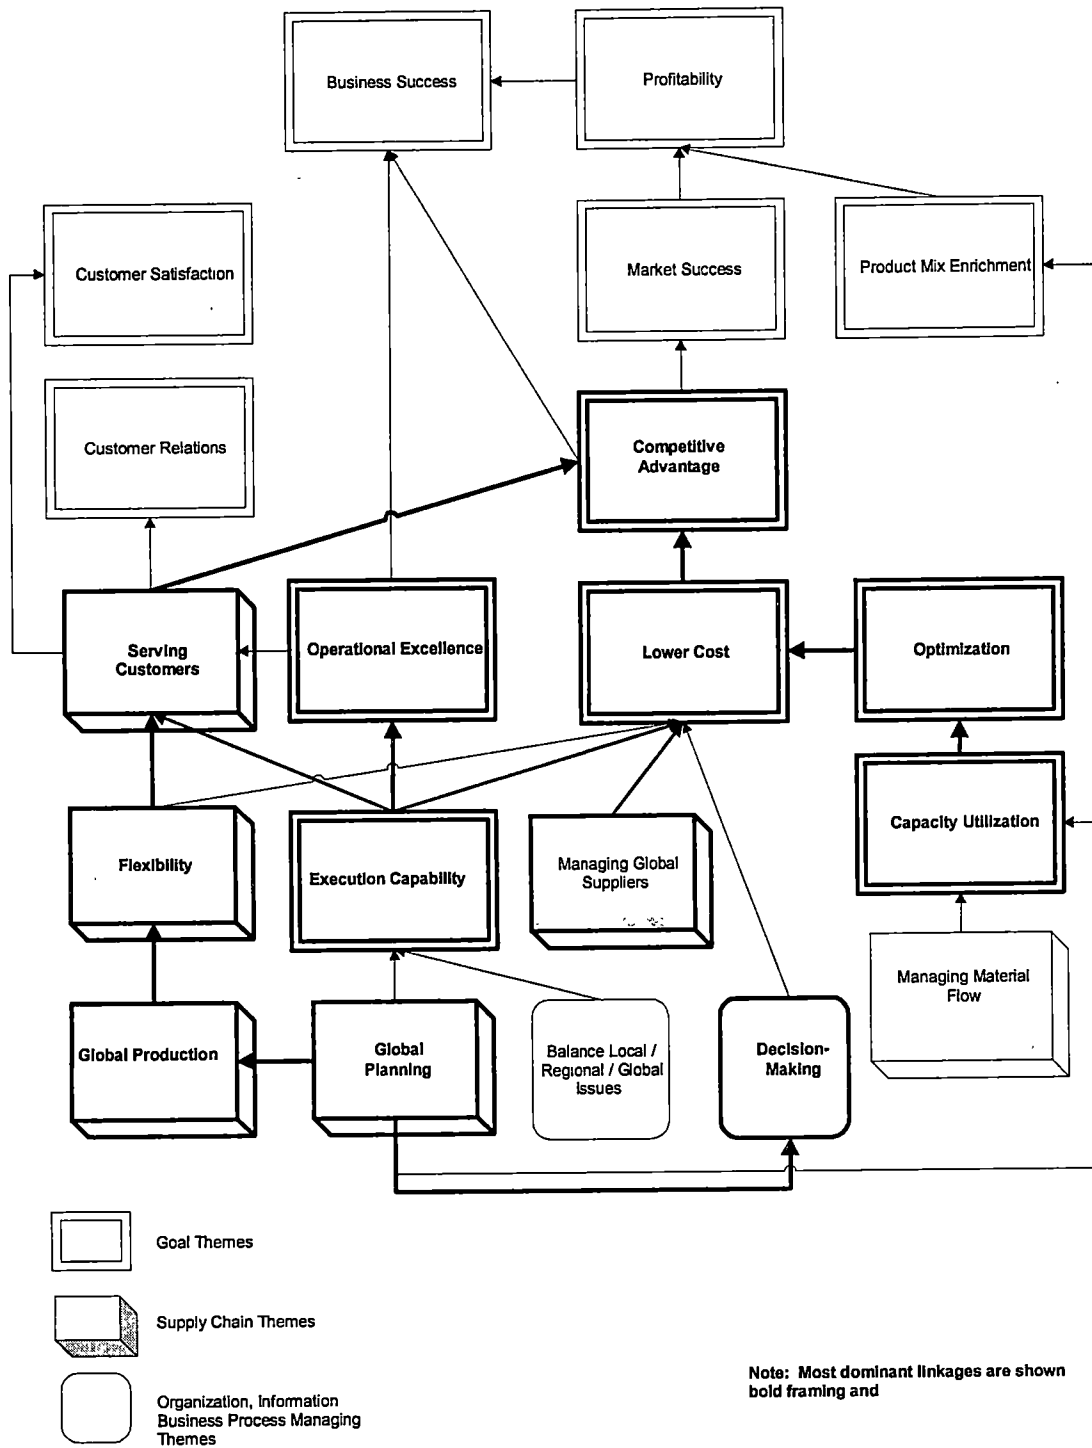 Business Success
Profitability
Customer Satisfaction
Market Success
Product Mix Enrichment
Customer Relations
Competitive
Advantage
Serving
Customers
Operational Excellence
Lower Cost
Optimization
Flexibility
Execution Capability
Managing Global
Suppliers
Capacity Utilization
Managing Material
Flow
Global Production
Global
Planning
Balance Local /
Regional / Global
Issues
Decision-
Making
Goal Themes
Supply Chain Themes
Organization, Information
Business Process Managing
Themes
Note: Most dominant linkages are shown
bold framing and